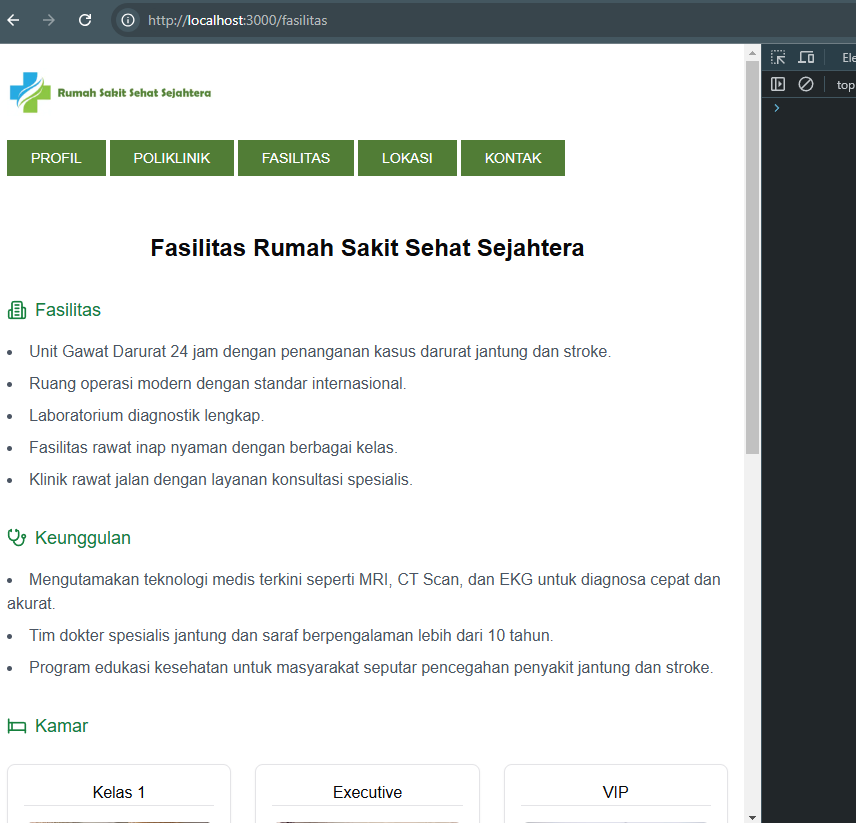 http://localhost:3000/fasilitas
Ele
top
Rumah Sakit Sehat Sejahtera
PROFIL POLIKLINIK FASILITAS LOKASI KONTAK
Fasilitas Rumah Sakit Sehat Sejahtera
Fasilitas
• Unit Gawat Darurat 24 jam dengan penanganan kasus darurat jantung dan stroke.
• Ruang operasi modern dengan standar internasional.
• Laboratorium diagnostik lengkap.
• Fasilitas rawat inap nyaman dengan berbagai kelas.
• Klinik rawat jalan dengan layanan konsultasi spesialis.
Keunggulan
• Mengutamakan teknologi medis terkini seperti MRI, CT Scan, dan EKG untuk diagnosa cepat dan
akurat.
• Tim dokter spesialis jantung dan saraf berpengalaman lebih dari 10 tahun.
• Program edukasi kesehatan untuk masyarakat seputar pencegahan penyakit jantung dan stroke.
Kamar
Kelas 1 Executive VIP